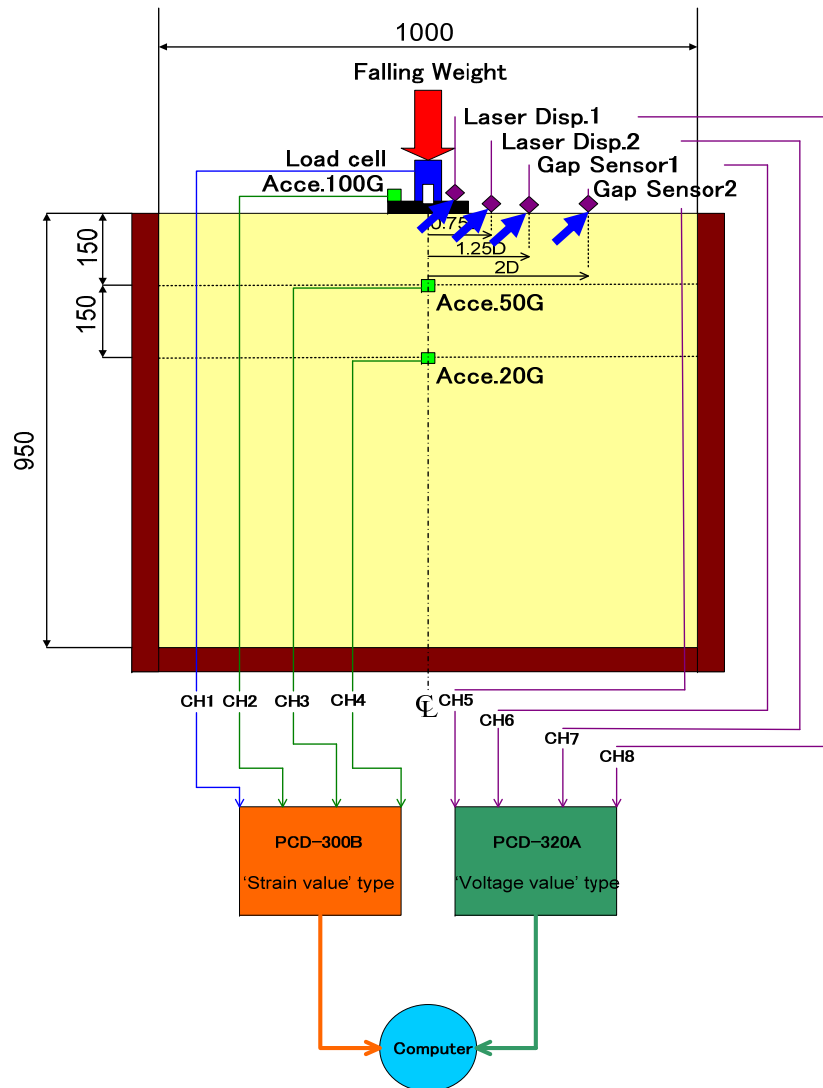 1000
Falling Weight
Laser Disp.1
Laser Disp.2
Load cell
Gap Sensor1
Acce.100G
Gap Sensor2
0.75
1.25D
2D
150
Acce.50G
150
Acce.20G
950
CH1
CH2
CH3
CH4
CL
CH5
CH6
CH7
CH8
PCD-300B
'Strain value' type
PCD-320A
'Voltage value' type
Computer